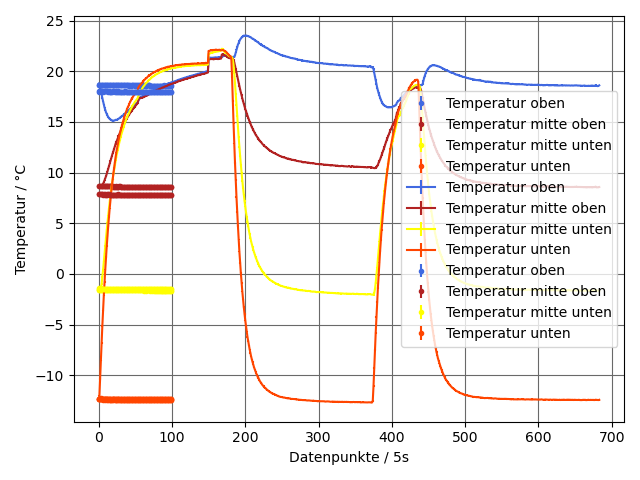 25
20
15
10
5
0
−5
−10
Temperatur / °C
0
100
200
300
400
500
600
700
Datenpunkte / 5s
Temperatur oben
Temperatur mitte oben
Temperatur mitte unten
Temperatur unten
Temperatur oben
Temperatur mitte oben
Temperatur mitte unten
Temperatur unten
Temperatur oben
Temperatur mitte oben
Temperatur mitte unten
Temperatur unten